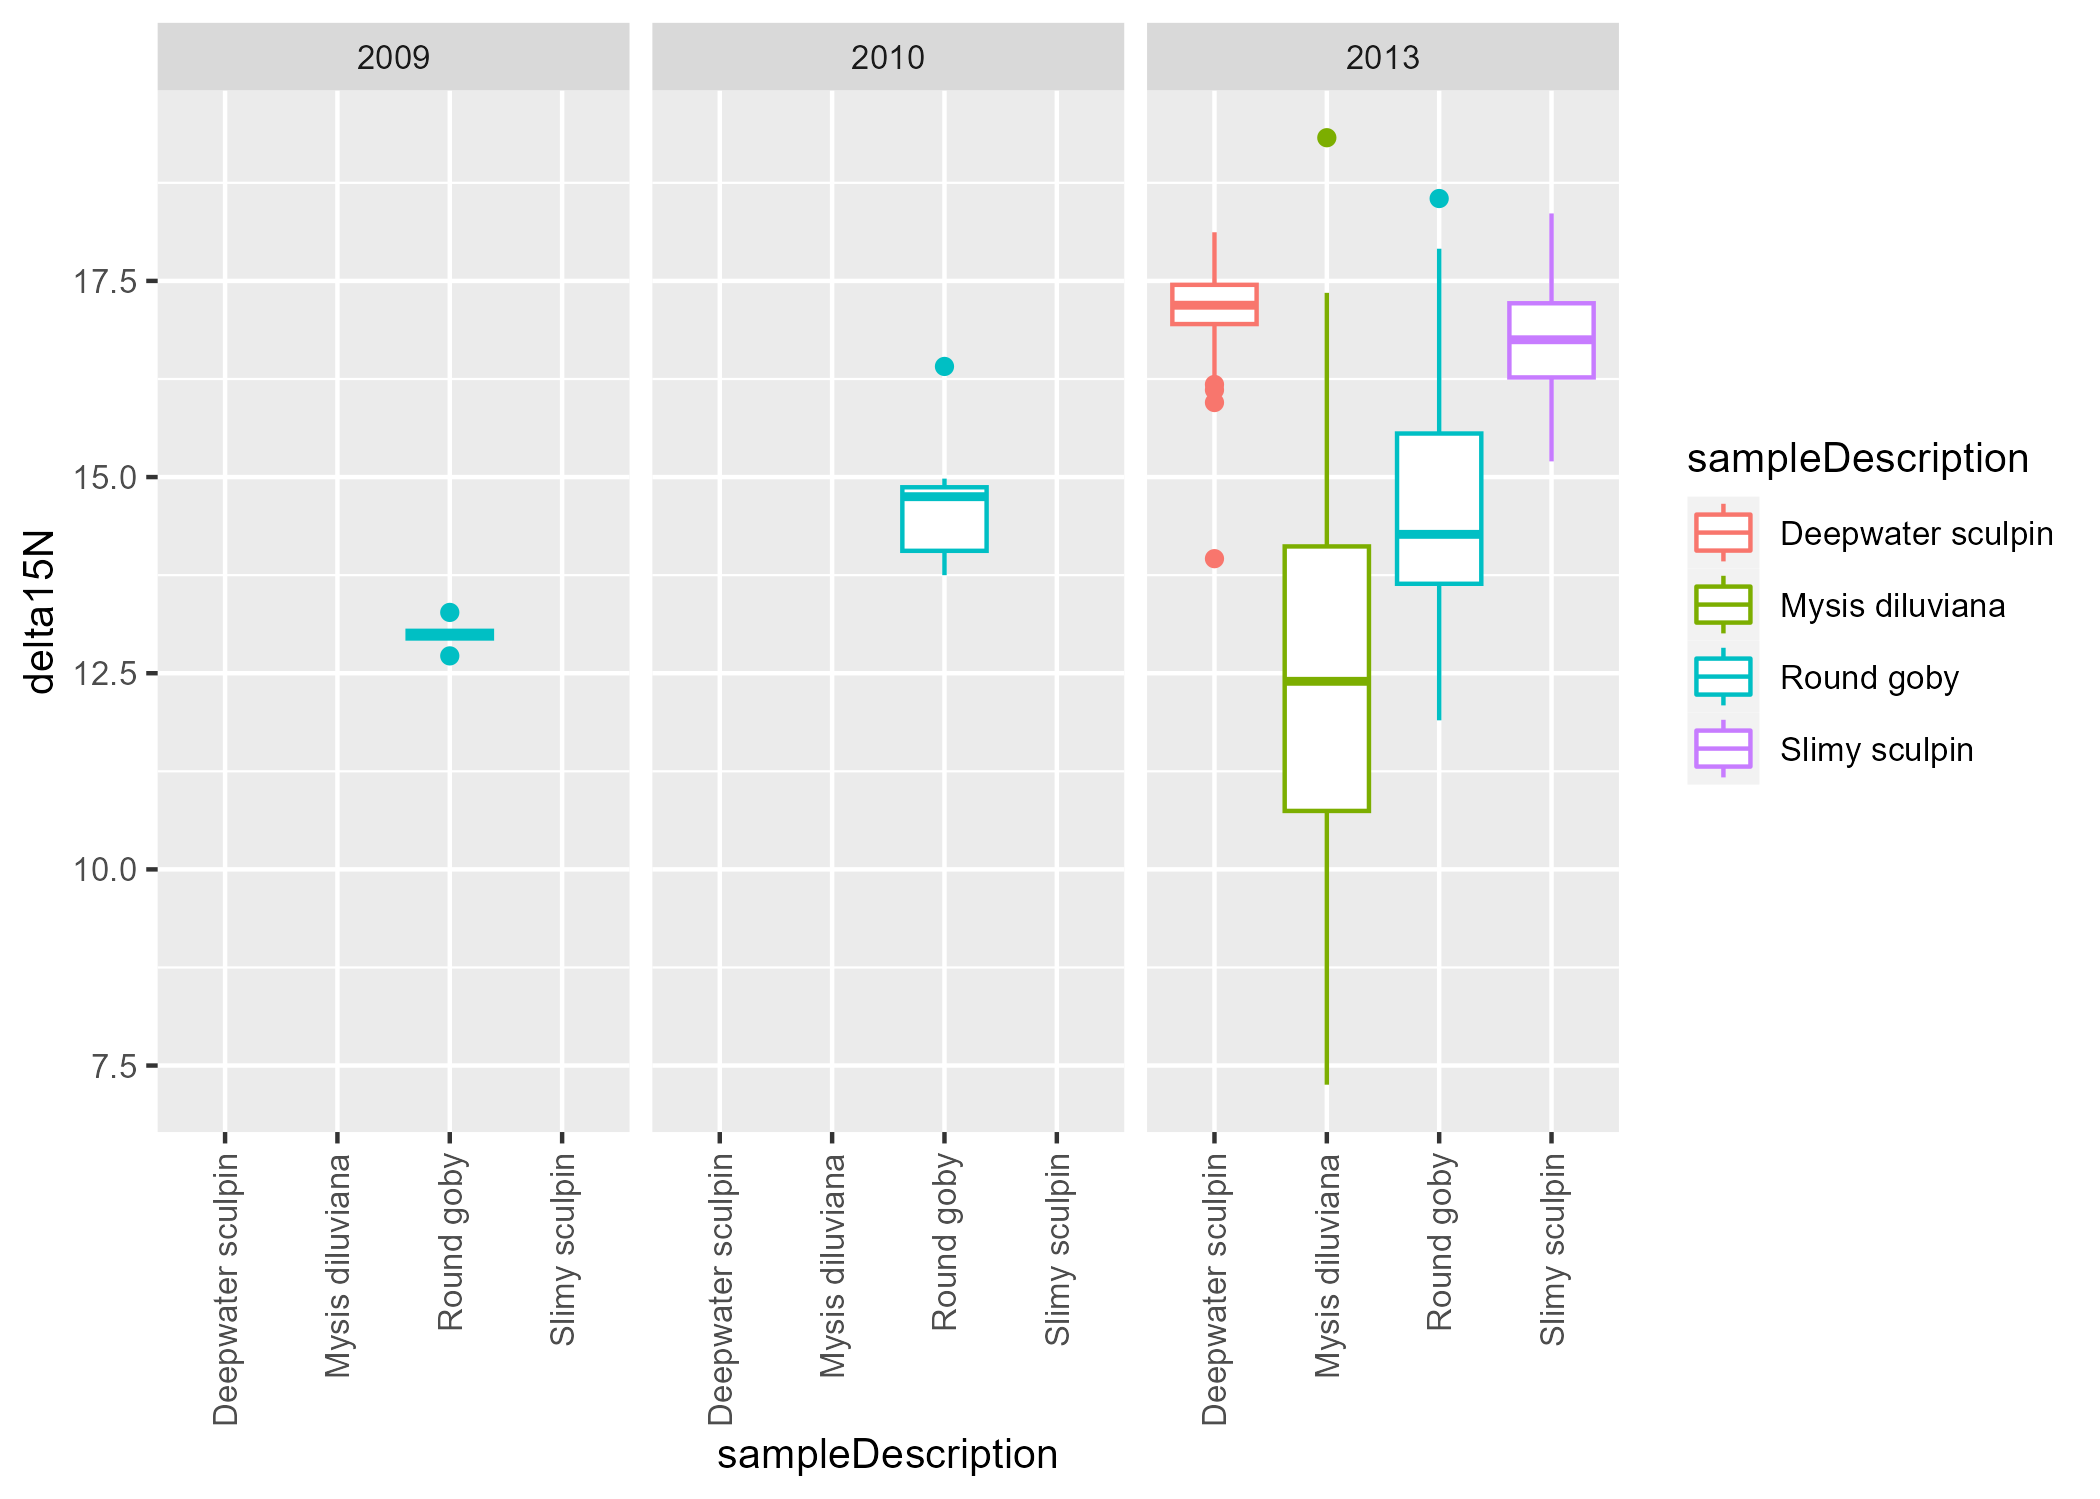 2009
2010
2013
17.5
15.0
12.5
10.0
7.5
delta15N
Deepwater sculpin
Mysis diluviana
Round goby
Slimy sculpin
Deepwater sculpin
Mysis diluviana
Round goby
Slimy sculpin
Deepwater sculpin
Mysis diluviana
Round goby
Slimy sculpin
sampleDescription
sampleDescription
Deepwater sculpin
Mysis diluviana
Round goby
Slimy sculpin